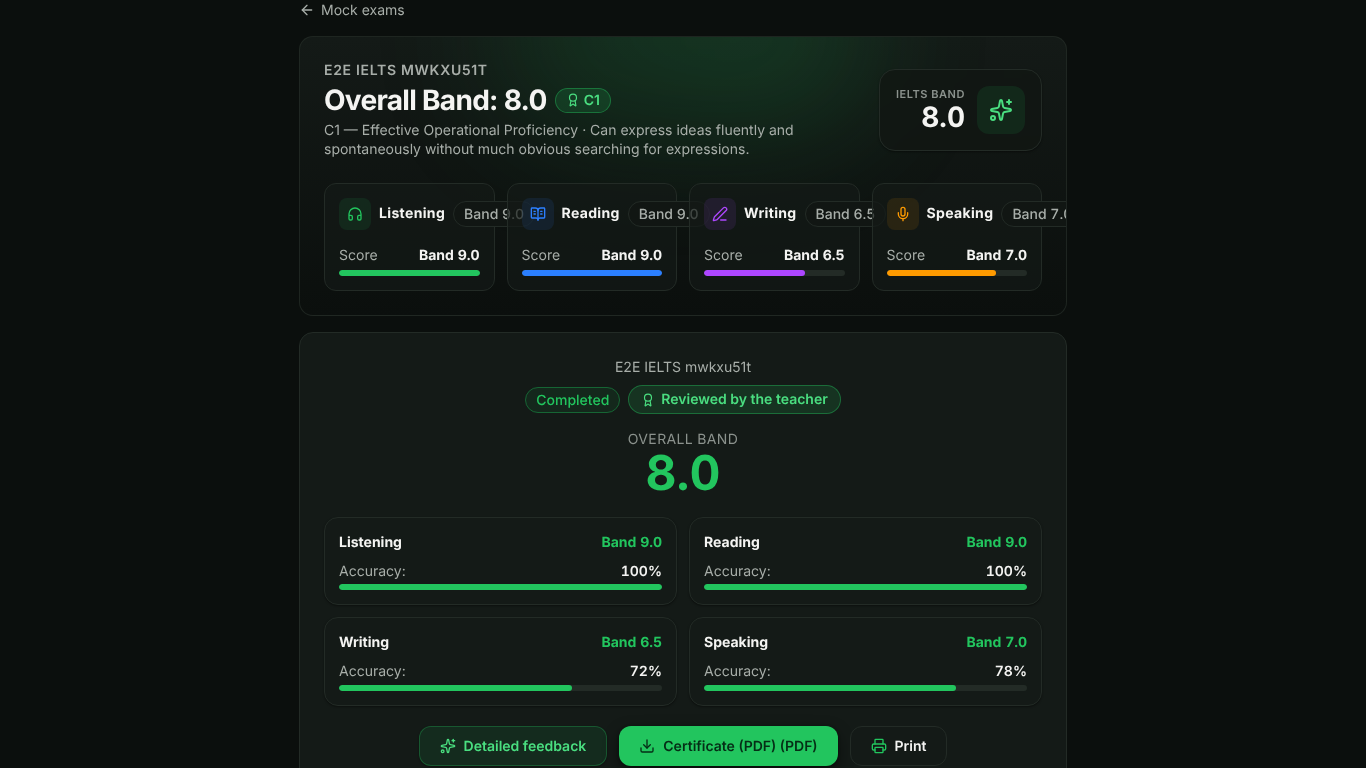 Mock exams
E2E IELTS MWKXU51T
Overall Band: 8.0 C1
C1 — Effective Operational Proficiency · Can express ideas fluently and
spontaneously without much obvious searching for expressions.
IELTS BAND
8.0
Listening Band 9.0
Score Band 9.0
Reading Band 9.0
Score Band 9.0
Writing Band 6.5
Score Band 6.5
Speaking Band 7.0
Score Band 7.0
E2E IELTS mwkxu51t
Completed Reviewed by the teacher
OVERALL BAND
8.0
Listening Band 9.0
Accuracy: 100%
Reading Band 9.0
Accuracy: 100%
Writing Band 6.5
Accuracy: 72%
Speaking Band 7.0
Accuracy: 78%
Detailed feedback Certificate (PDF) (PDF) Print